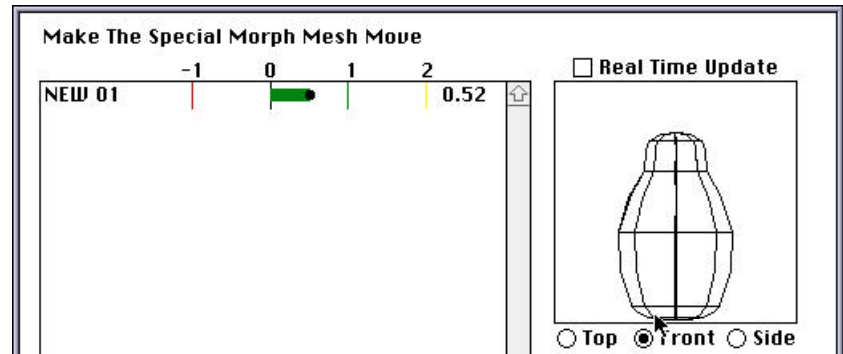 Make The Special Morph Mesh Move
-1 0 1 2
Real Time Update
NEW 01 0.52
Top Front Side